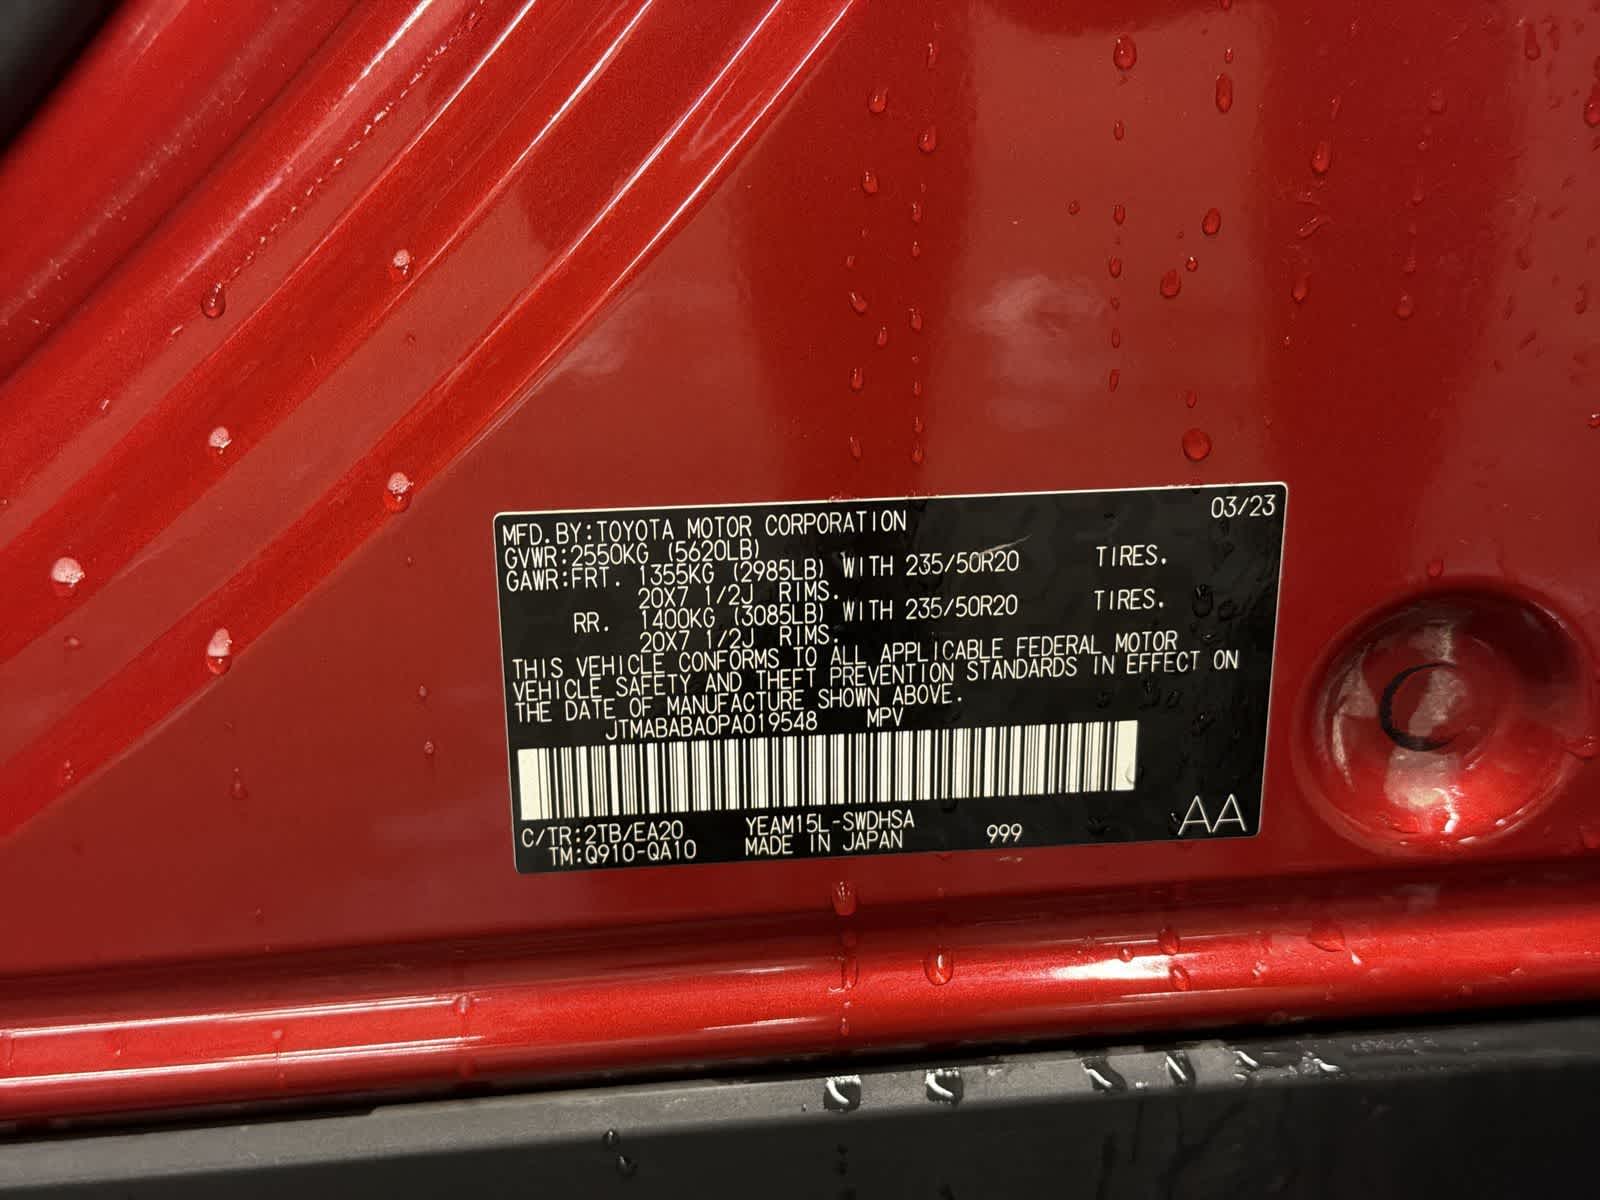 MFD.BY:TOYOTA MOTOR CORPORATION 03/23
GVWR:2550KG (5620LB)
GAWR:FRT. 1355KG (2985LB) WITH 235/50R20 TIRES.
20X7 1/2J RIMS.
RR. 1400KG (3085LB) WITH 235/50R20 TIRES.
20X7 1/2J RIMS.
THIS VEHICLE CONFORMS TO ALL APPLICABLE FEDERAL MOTOR
VEHICLE SAFETY AND THEFT PREVENTION STANDARDS IN EFFECT ON
THE DATE OF MANUFACTURE SHOWN ABOVE.
JTMABABA0PA019548 MPV
C/TR:2TB/EA20 YEAM15L-SWDHSA
TM:Q910-QA10 MADE IN JAPAN 999 AA